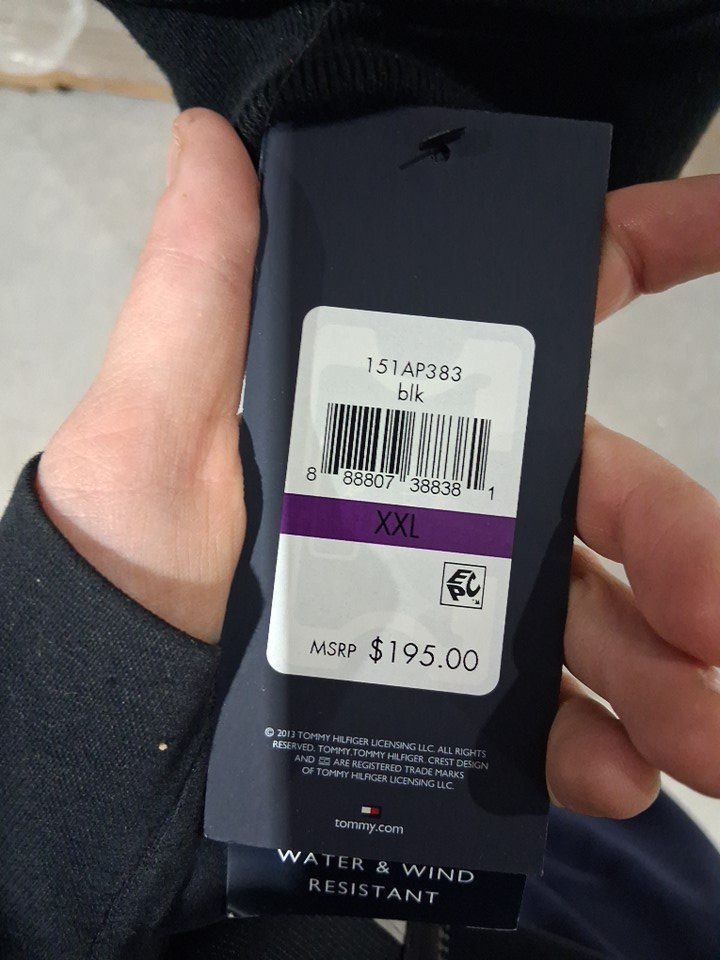 151AP383
blk
8 88807 38838 1
XXL
EPC
MSRP $195.00
© 2013 TOMMY HILFIGER LICENSING LLC. ALL RIGHTS
RESERVED. TOMMY.TOMMY HILFIGER. CREST DESIGN
AND ARE REGISTERED TRADE MARKS
OF TOMMY HILFIGER LICENSING LLC.
tommy.com
WATER & WIND
RESISTANT